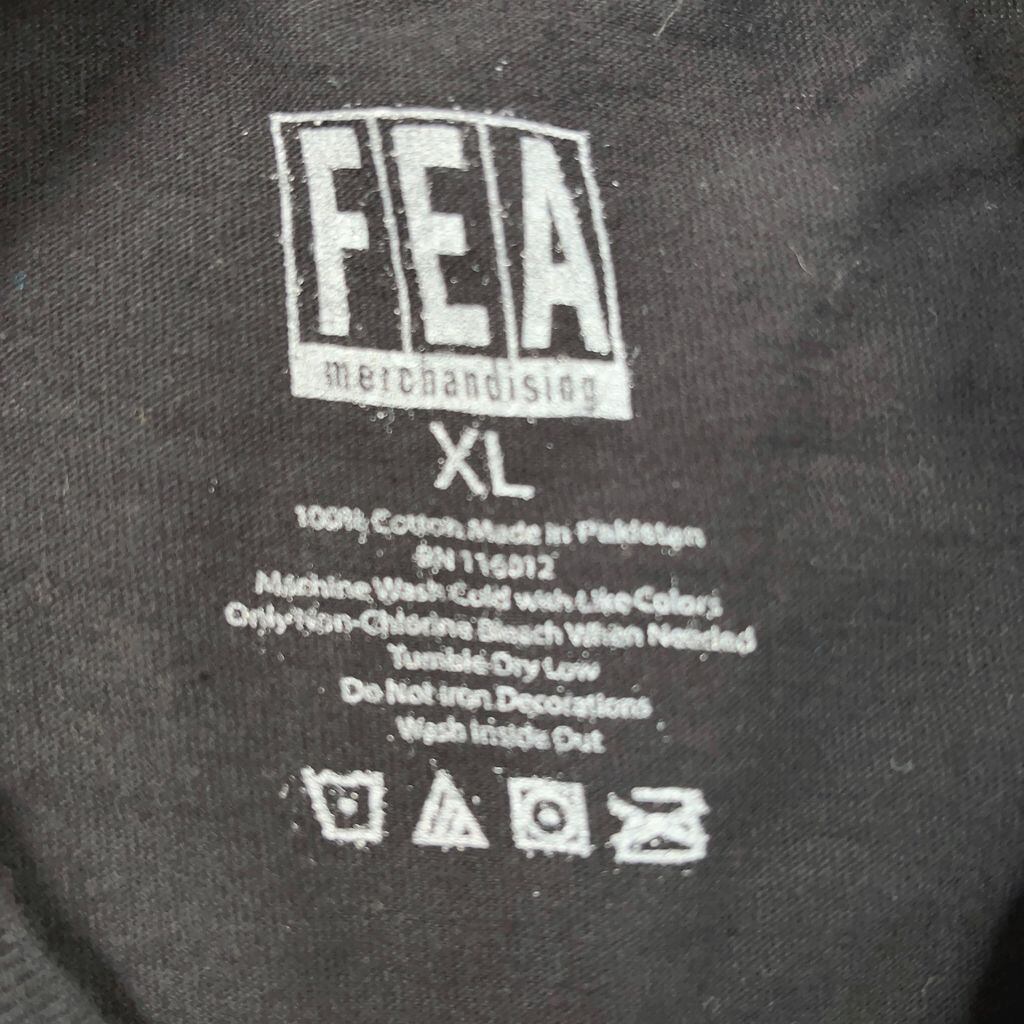 FEA
merchandising
XL
100% Cotton Made in Pakistan
RN 116012
Machine Wash Cold with Like Colors
Only Non-Chlorine Bleach When Needed
Tumble Dry Low
Do Not Iron Decorations
Wash Inside Out